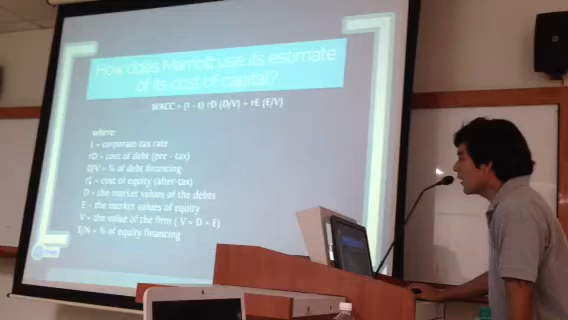 How does Marriott use its estimate
of its cost of capital?
WACC = (1 - t) rD (D/V) + rE (E/V)
where:
t = corporate tax rate
rD = cost of debt (pre - tax)
D/V = % of debt financing
rE = cost of equity (after-tax)
D = the market values of the debts
E = the market values of equity
V = the value of the firm ( V = D + E)
E/V = % of equity financing